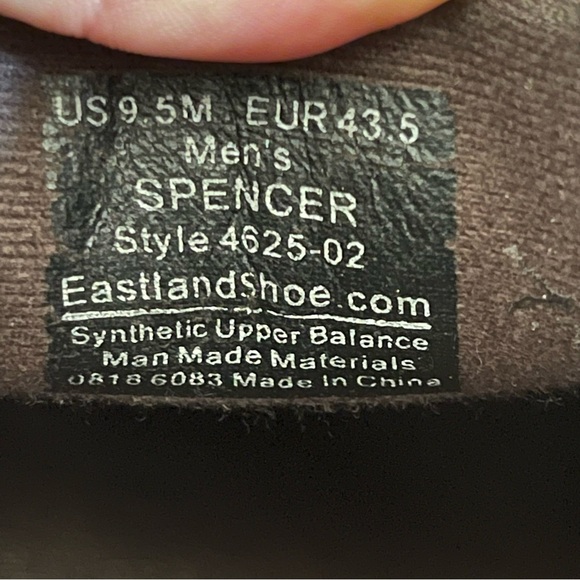 US 9.5M EUR 43.5
Men's
SPENCER
Style 4625-02
EastlandShoe.com
Synthetic Upper Balance
Man Made Materials
0818 6083 Made In China